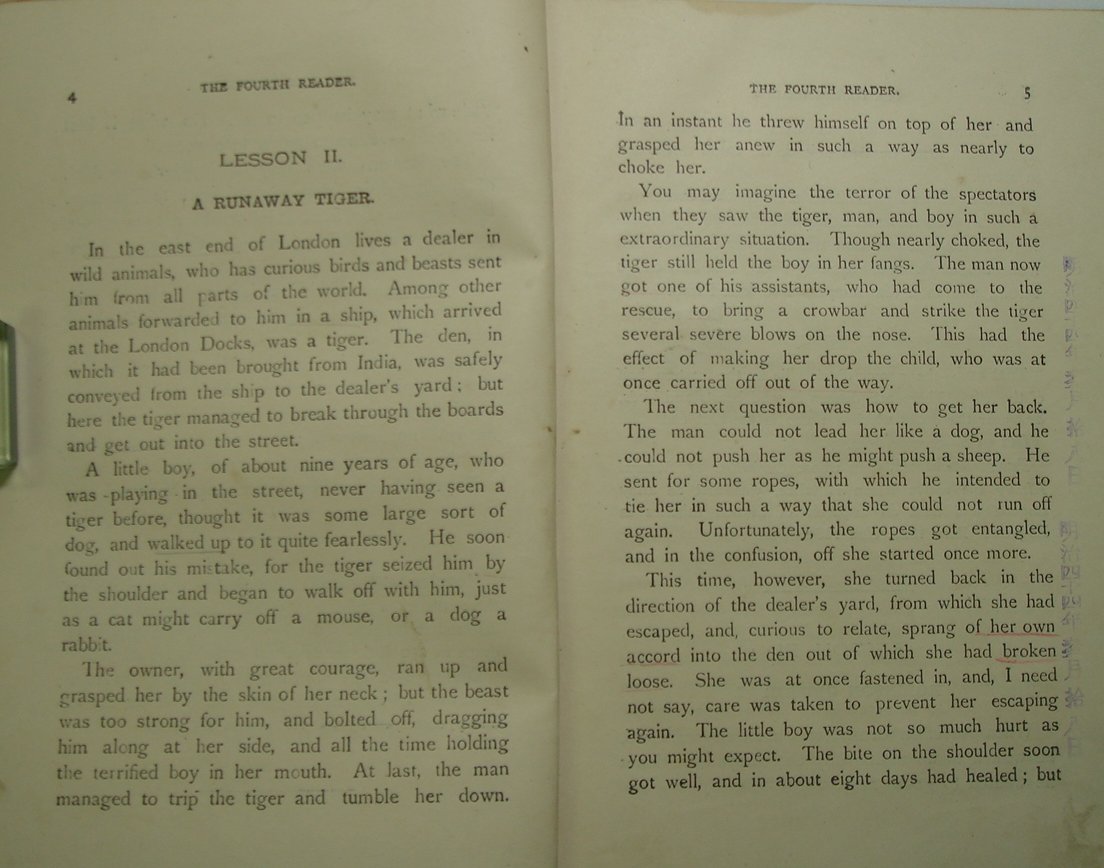 4
THE FOURTH READER.
LESSON II.
A RUNAWAY TIGER.
In the east end of London lives a dealer in
wild animals, who has curious birds and beasts sent
him from all parts of the world. Among other
animals forwarded to him in a ship, which arrived
at the London Docks, was a tiger. The den, in
which it had been brought from India, was safely
conveyed from the ship to the dealer's yard; but
here the tiger managed to break through the boards
and get out into the street.
A little boy, of about nine years of age, who
was playing in the street, never having seen a
tiger before, thought it was some large sort of
dog, and walked up to it quite fearlessly. He soon
found out his mistake, for the tiger seized him by
the shoulder and began to walk off with him, just
as a cat might carry off a mouse, or a dog a
rabbit.
The owner, with great courage, ran up and
grasped her by the skin of her neck; but the beast
was too strong for him, and bolted off, dragging
him along at her side, and all the time holding
the terrified boy in her mouth. At last, the man
managed to trip the tiger and tumble her down.
THE FOURTH READER.
5
In an instant he threw himself on top of her and
grasped her anew in such a way as nearly to
choke her.
You may imagine the terror of the spectators
when they saw the tiger, man, and boy in such a
extraordinary situation. Though nearly choked, the
tiger still held the boy in her fangs. The man now
got one of his assistants, who had come to the
rescue, to bring a crowbar and strike the tiger
several severe blows on the nose. This had the
effect of making her drop the child, who was at
once carried off out of the way.
The next question was how to get her back.
The man could not lead her like a dog, and he
could not push her as he might push a sheep. He
sent for some ropes, with which he intended to
tie her in such a way that she could not run off
again. Unfortunately, the ropes got entangled,
and in the confusion, off she started once more.
This time, however, she turned back in the
direction of the dealer's yard, from which she had
escaped, and, curious to relate, sprang of her own
accord into the den out of which she had broken
loose. She was at once fastened in, and, I need
not say, care was taken to prevent her escaping
again. The little boy was not so much hurt as
you might expect. The bite on the shoulder soon
got well, and in about eight days had healed; but